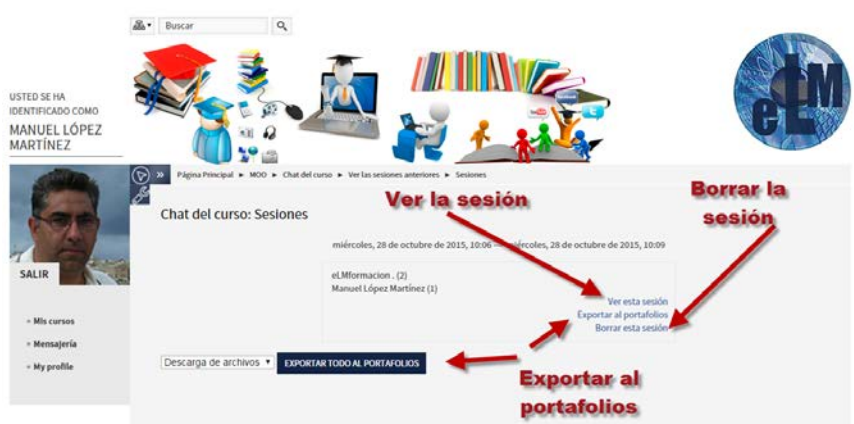 Buscar
eLM
YouTube
USTED SE HA
IDENTIFICADO COMO
MANUEL LÓPEZ
MARTÍNEZ
» Página Principal ► MOO ► Chat del curso ► Ver las sesiones anteriores ► Sesiones
Ver la sesión
Borrar la
sesión
Chat del curso: Sesiones
miércoles, 28 de octubre de 2015, 10:06 --- miércoles, 28 de octubre de 2015, 10:09
SALIR
eLMformacion . (2)
Manuel López Martínez (1)
Ver esta sesión
Exportar al portafolios
Borrar esta sesión
» Mis cursos
» Mensajería
» My profile
Descarga de archivos
EXPORTAR TODO AL PORTAFOLIOS
Exportar al
portafolios